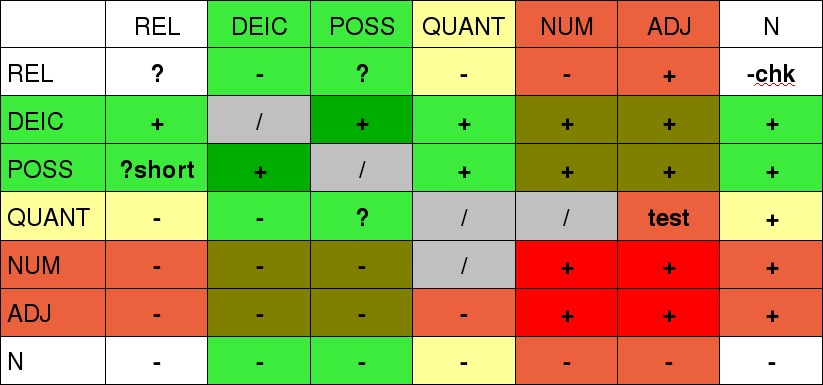 REL DEIC POSS QUANT NUM ADJ N
REL ? - ? - - + -chk
DEIC + / + + + + +
POSS ?short + / + + + +
QUANT - - ? / / test +
NUM - - - / + + +
ADJ - - - - + + +
N - - - - - - -